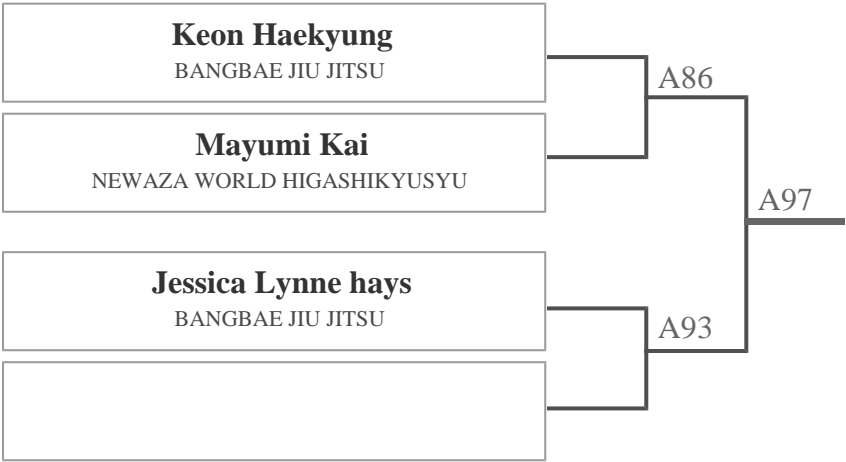 Keon Haekyung
BANGBAE JIU JITSU
A86
Mayumi Kai
NEWAZA WORLD HIGASHIKYUSYU
A97
Jessica Lynne hays
BANGBAE JIU JITSU
A93